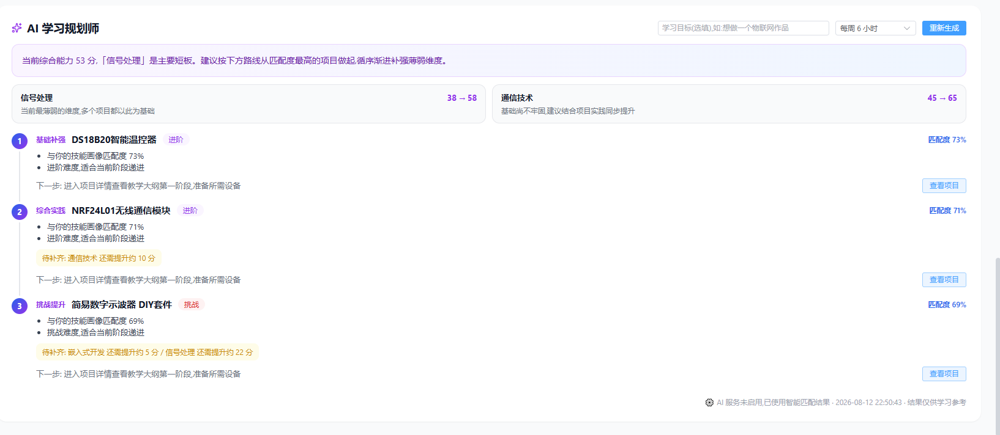 AI 学习规划师
学习目标(选填),如:想做一个物联网作品
每周 6 小时
重新生成
当前综合能力 53 分,「信号处理」是主要短板。建议按下方路线从匹配度最高的项目做起,循序渐进补强薄弱维度。
信号处理
38 → 58
当前最薄弱的维度,多个项目都以此为基础
通信技术
45 → 65
基础尚不牢固,建议结合项目实践同步提升
1
基础补强 DS18B20智能温控器 进阶
匹配度 73%
• 与你的技能画像匹配度 73%
• 进阶难度,适合当前阶段递进
下一步: 进入项目详情查看教学大纲第一阶段,准备所需设备
查看项目
2
综合实践 NRF24L01无线通信模块 进阶
匹配度 71%
• 与你的技能画像匹配度 71%
• 进阶难度,适合当前阶段递进
待补齐: 通信技术 还需提升约 10 分
下一步: 进入项目详情查看教学大纲第一阶段,准备所需设备
查看项目
3
挑战提升 简易数字示波器 DIY套件 挑战
匹配度 69%
• 与你的技能画像匹配度 69%
• 挑战难度,适合当前阶段递进
待补齐: 嵌入式开发 还需提升约 5 分 / 信号处理 还需提升约 22 分
下一步: 进入项目详情查看教学大纲第一阶段,准备所需设备
查看项目
AI 服务未启用,已使用智能匹配结果 · 2026-08-12 22:50:43 · 结果仅供学习参考